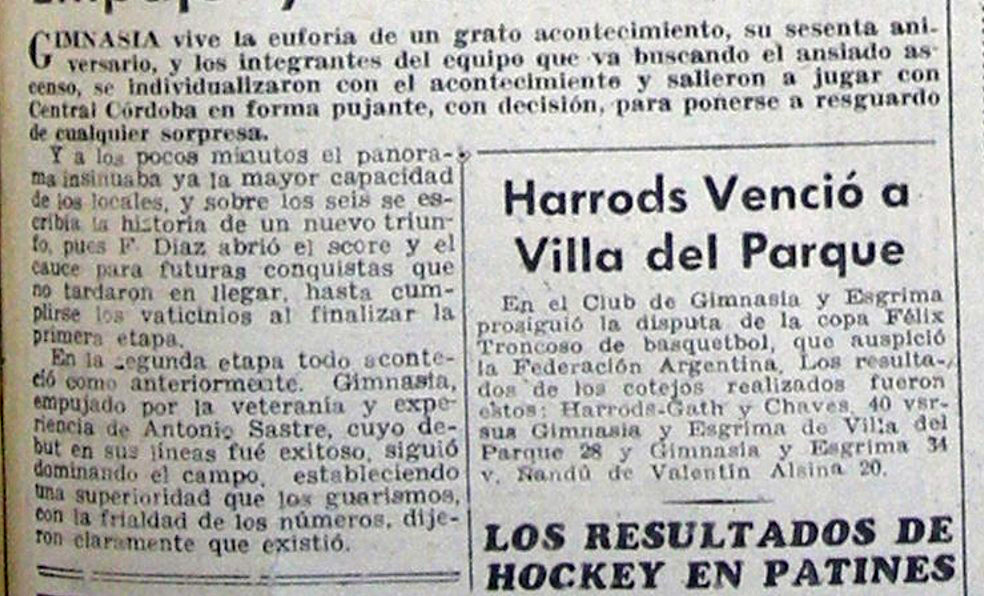 GIMNASIA vive la euforia de un grato acontecimiento, su sesenta ani-
versario, y los integrantes del equipo que va buscando el ansiado as-
censo, se individualizaron con el acontecimiento y salieron a jugar con
Central Córdoba en forma pujante, con decisión, para ponerse a resguardo
de cualquier sorpresa.
Y a los pocos minutos el panora-
ma insinuaba ya la mayor capacidad
de los locales, y sobre los seis se es-
cribía la historia de un nuevo triun-
fo, pues F. Diaz abrió el score y el
cauce para futuras conquistas que
no tardaron en llegar, hasta cum-
plirse los vaticinios al finalizar la
primera etapa.
En la segunda etapa todo aconte-
ció como anteriormente. Gimnasia,
empujado por la veteranía y expe-
riencia de Antonio Sastre, cuyo de-
but en sus líneas fué exitoso, siguió
dominando el campo, estableciendo
una superioridad que los guarismos,
con la frialdad de los números, dije-
ron claramente que existió.
Harrods Venció a
Villa del Parque
En el Club de Gimnasia y Esgrima
prosiguió la disputa de la copa Félix
Troncoso de basquetbol, que auspició
la Federación Argentina. Los resulta-
dos de los cotejos realizados fueron
estos: Harrods-Gath y Chaves, 40 vsr-
sus Gimnasia y Esgrima de Villa del
Parque 28 y Gimnasia y Esgrima 34
v. Ñandú de Valentín Alsina 20.
LOS RESULTADOS DE
HOCKEY EN PATINES